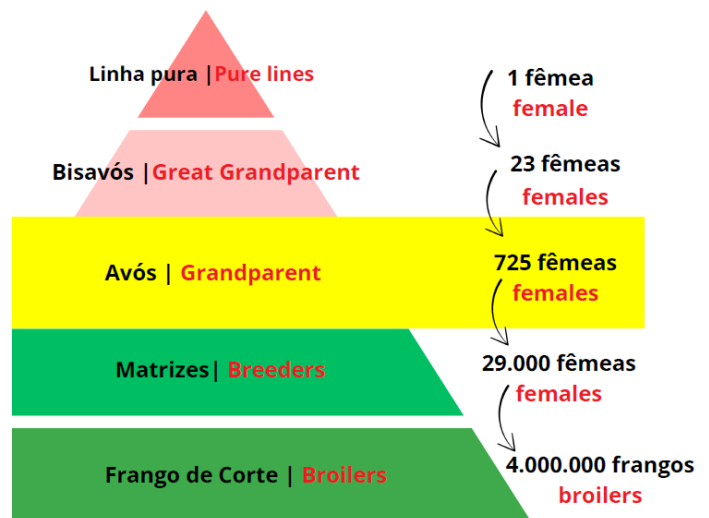 Linha pura |Pure lines
1 fêmea
female
Bisavós |Great Grandparent
23 fêmeas
females
Avós | Grandparent
725 fêmeas
females
Matrizes| Breeders
29.000 fêmeas
females
Frango de Corte | Broilers
4.000.000 frangos
broilers